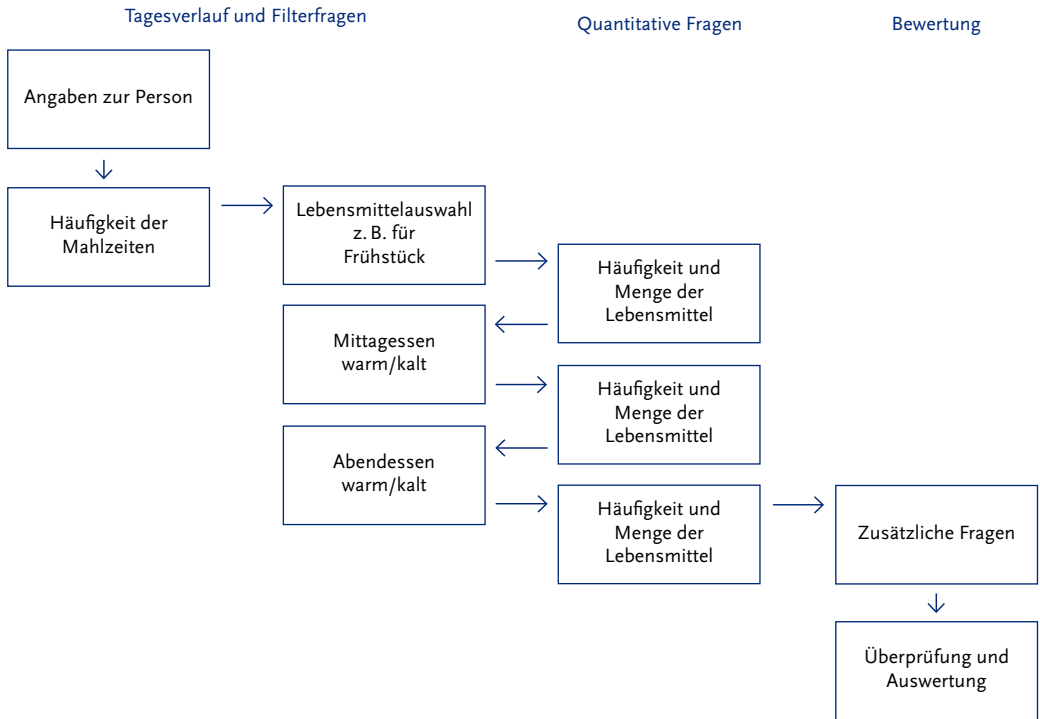 Tagesverlauf und Filterfragen
Quantitative Fragen
Bewertung
Angaben zur Person
Häufigkeit der
Mahlzeiten
Lebensmittelauswahl
z. B. für
Frühstück
Häufigkeit und
Menge der
Lebensmittel
Mittagessen
warm/kalt
Häufigkeit und
Menge der
Lebensmittel
Abendessen
warm/kalt
Häufigkeit und
Menge der
Lebensmittel
Zusätzliche Fragen
Überprüfung und
Auswertung